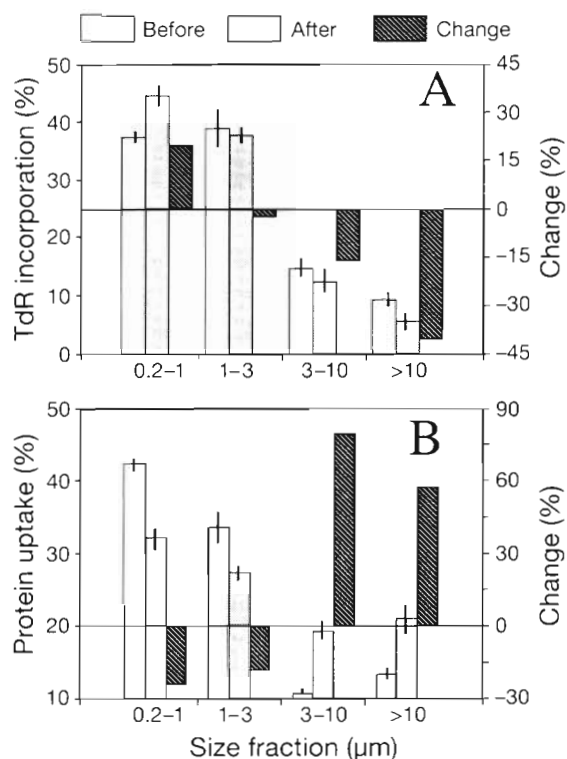 Before After Change
A
TdR incorporation (%)
50
40
30
20
10
0
45
30
15
0
−15
−30
−45
Change (%)
0.2–1 1–3 3–10 >10
B
Protein uptake (%)
50
40
30
20
10
90
60
30
0
−30
Change (%)
0.2–1 1–3 3–10 >10
Size fraction (µm)